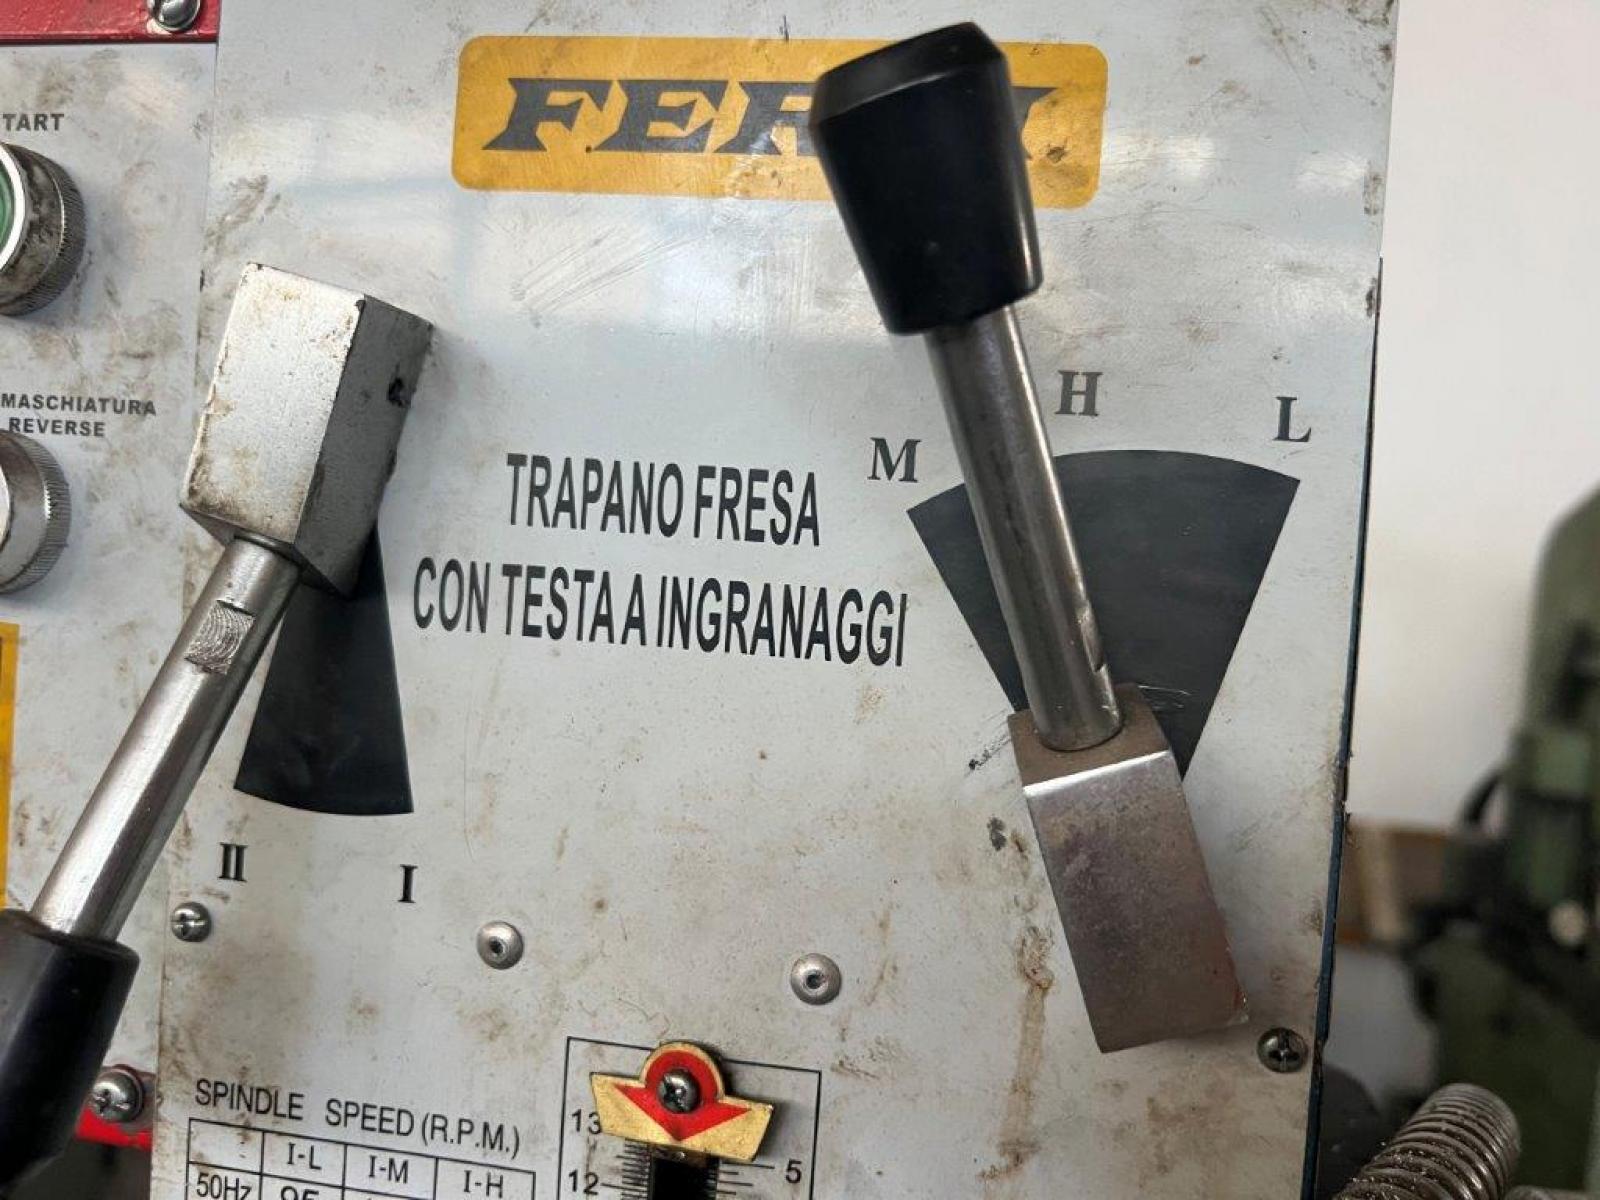 TART
MASCHIATURA
REVERSE
M
H
L
TRAPANO FRESA
CON TESTA A INGRANAGGI
II
I
SPINDLE SPEED (R.P.M.)
I-L I-M I-H
50Hz
13
12
5